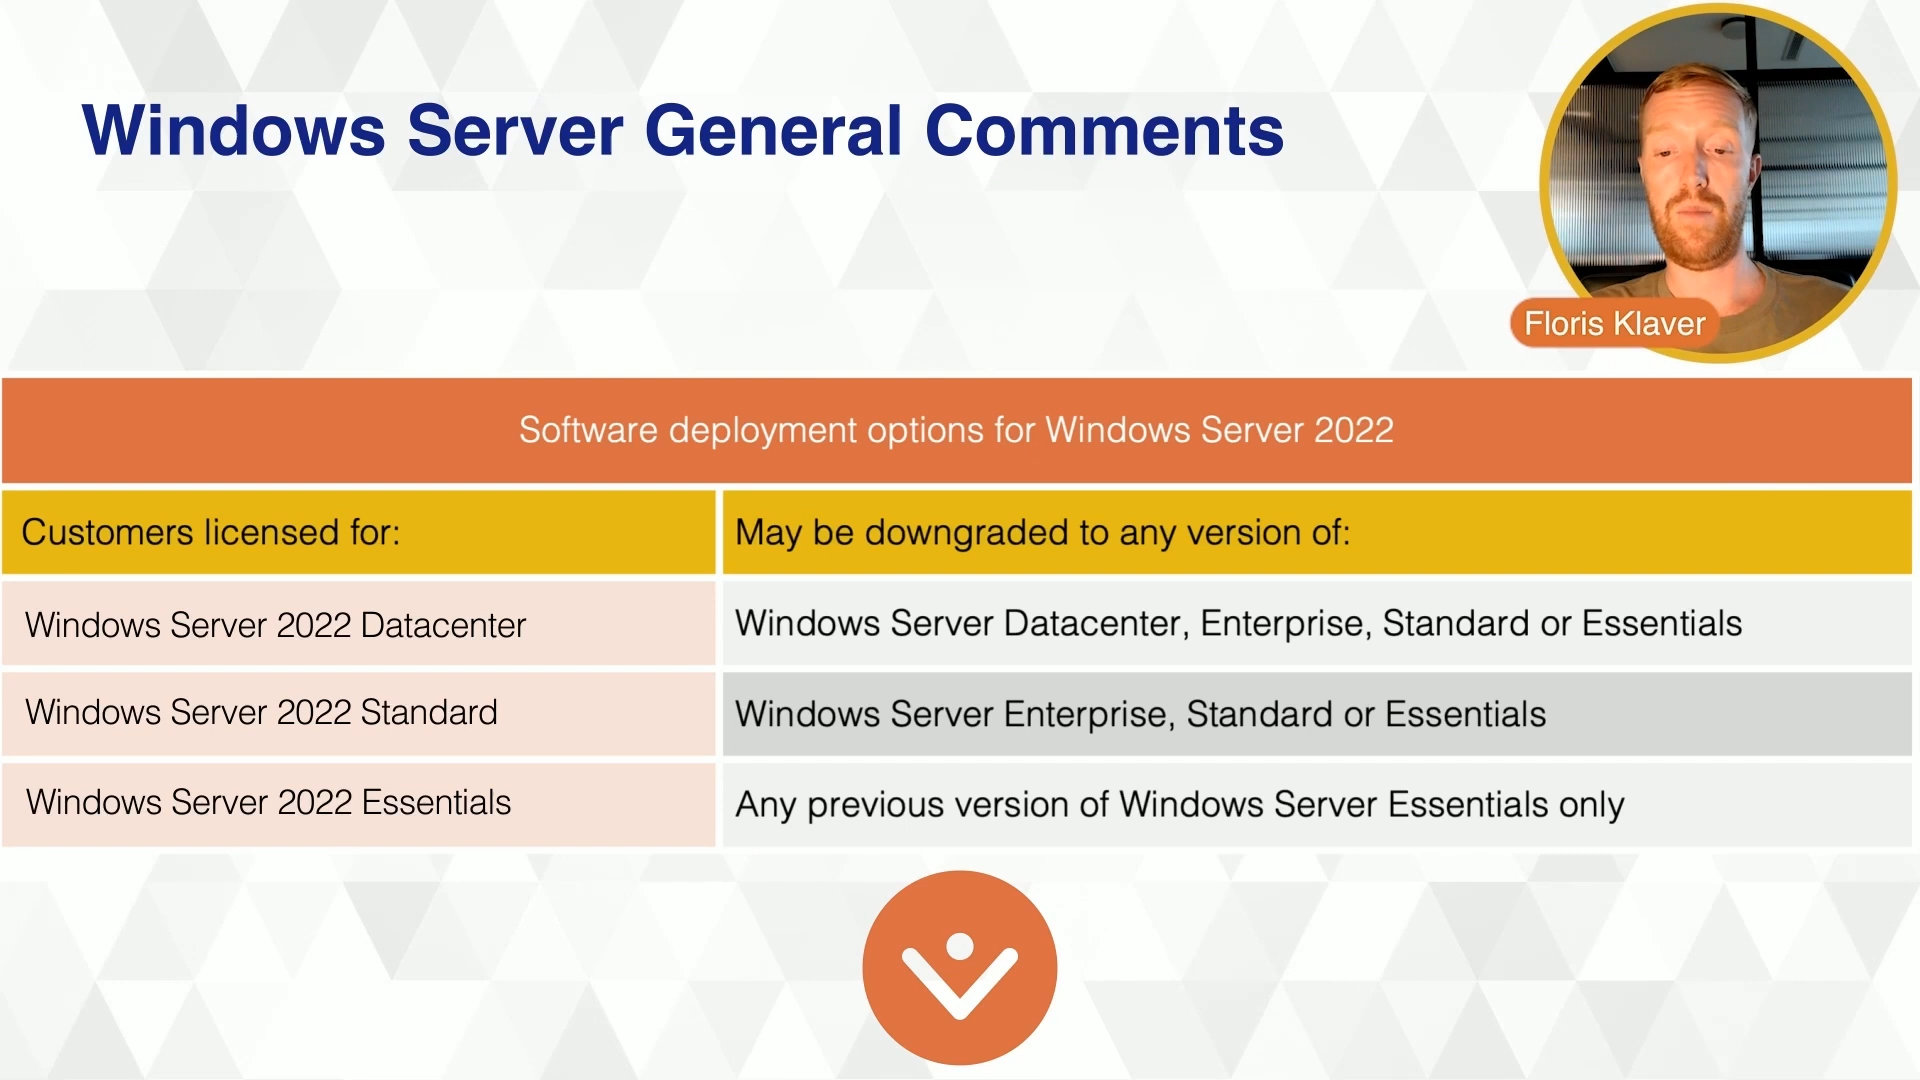 Windows Server General Comments
Floris Klaver
Software deployment options for Windows Server 2022
Customers licensed for:
May be downgraded to any version of:
Windows Server 2022 Datacenter
Windows Server Datacenter, Enterprise, Standard or Essentials
Windows Server 2022 Standard
Windows Server Enterprise, Standard or Essentials
Windows Server 2022 Essentials
Any previous version of Windows Server Essentials only